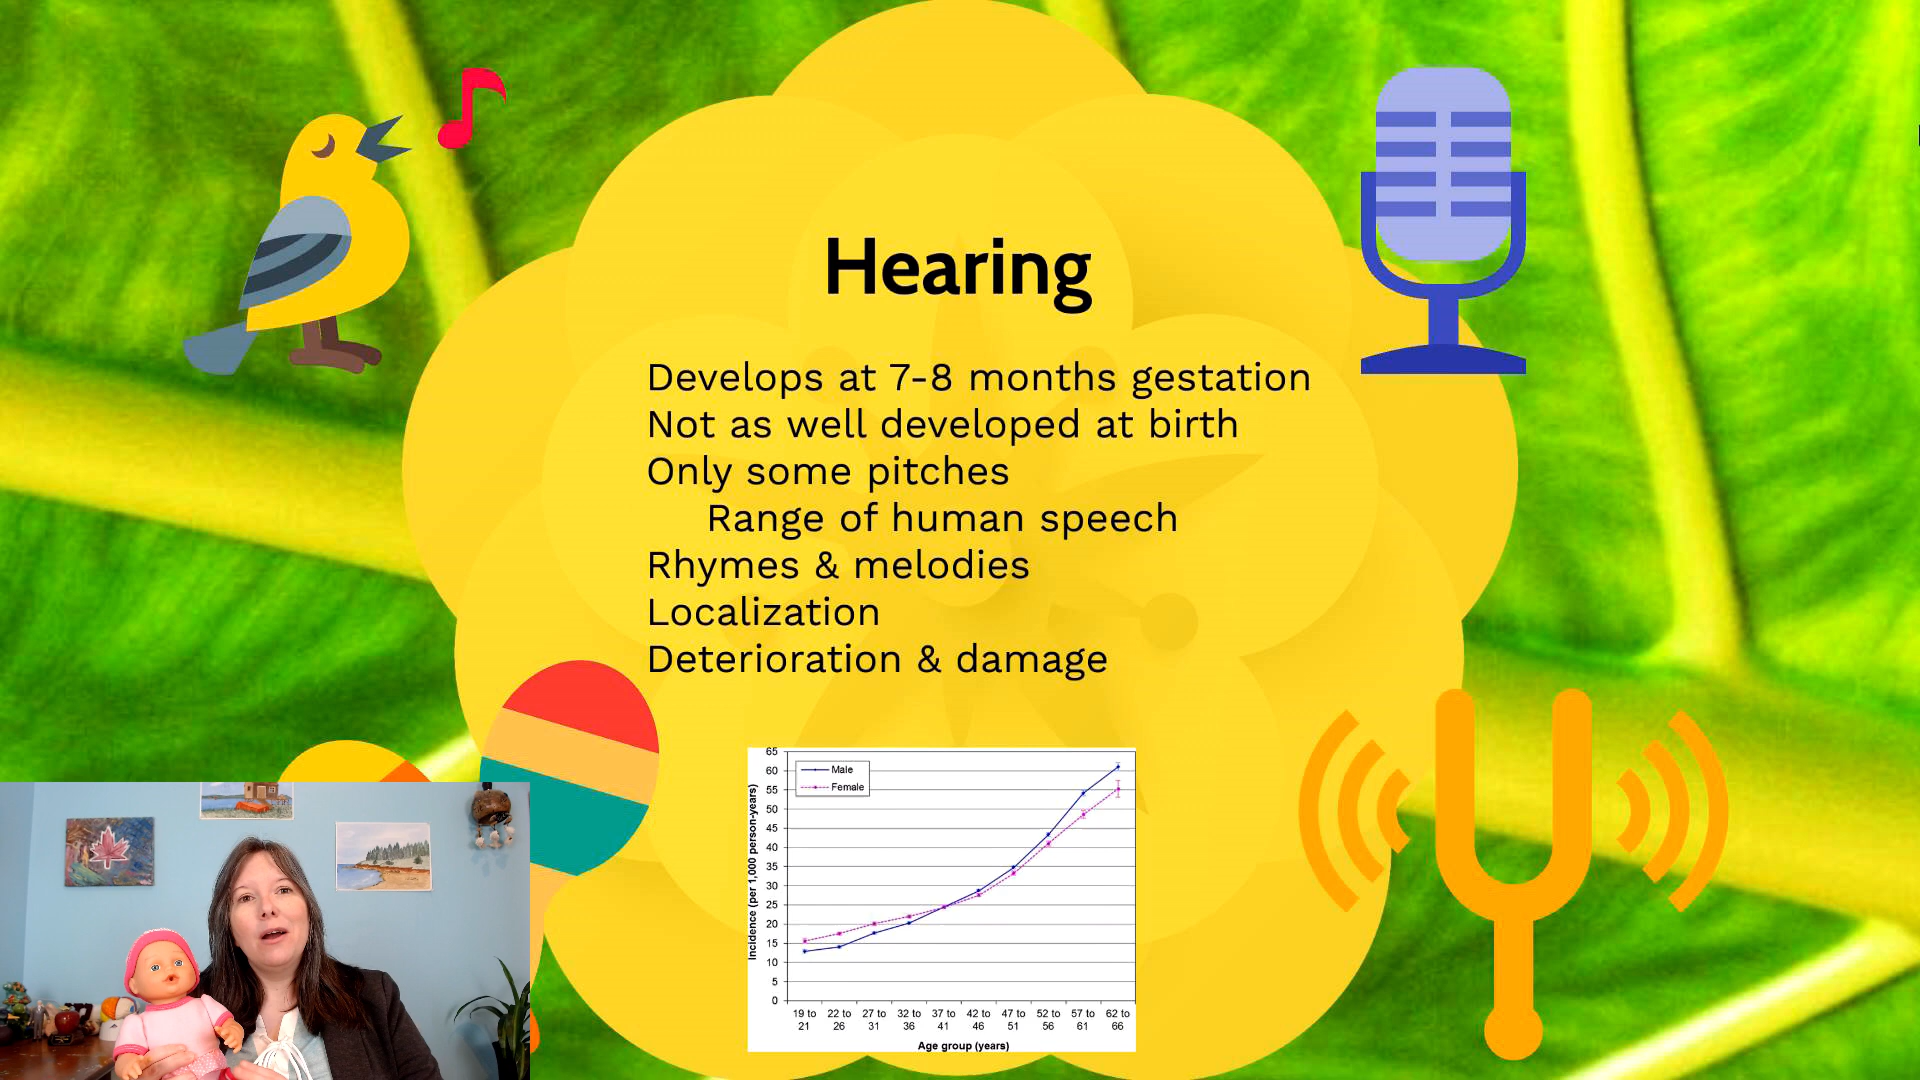 Hearing
Develops at 7-8 months gestation
Not as well developed at birth
Only some pitches
Range of human speech
Rhymes & melodies
Localization
Deterioration & damage
Incidence (per 1,000 person-years)
65
60
55
50
45
40
35
30
25
20
15
10
5
0
Male
Female
19 to 21
22 to 26
27 to 31
32 to 36
37 to 41
42 to 46
47 to 51
52 to 56
57 to 61
62 to 66
Age group (years)